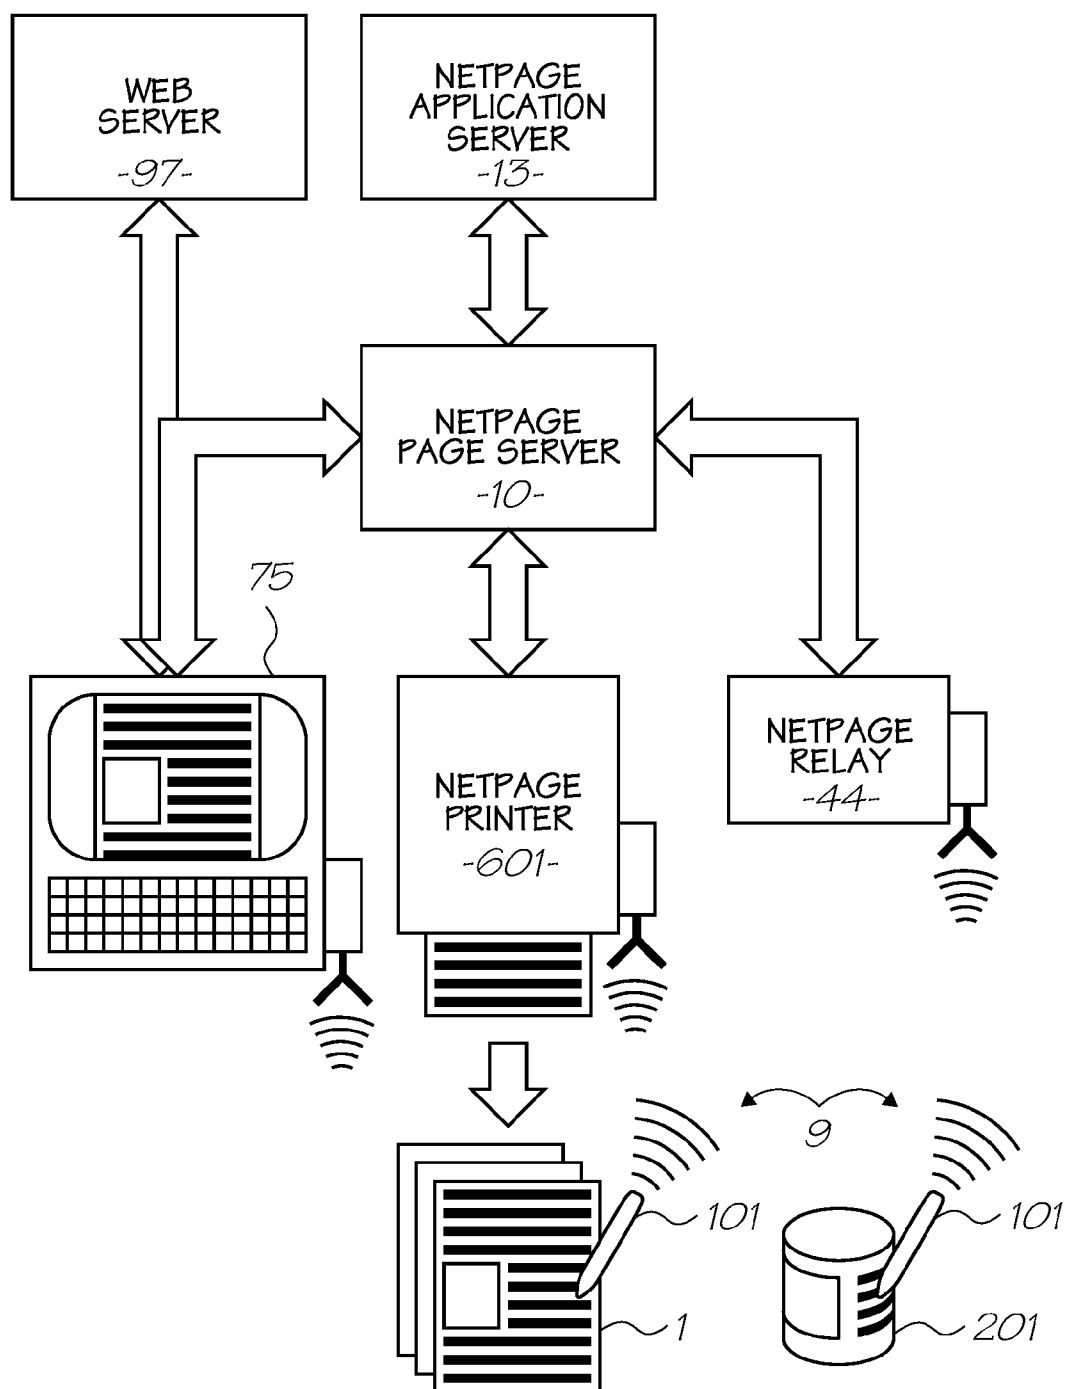 WEB
SERVER
-97-
NETPAGE
APPLICATION
SERVER
-13-
NETPAGE
PAGE SERVER
-10-
75
NETPAGE
PRINTER
-601-
NETPAGE
RELAY
-44-
9
101
101
1
201